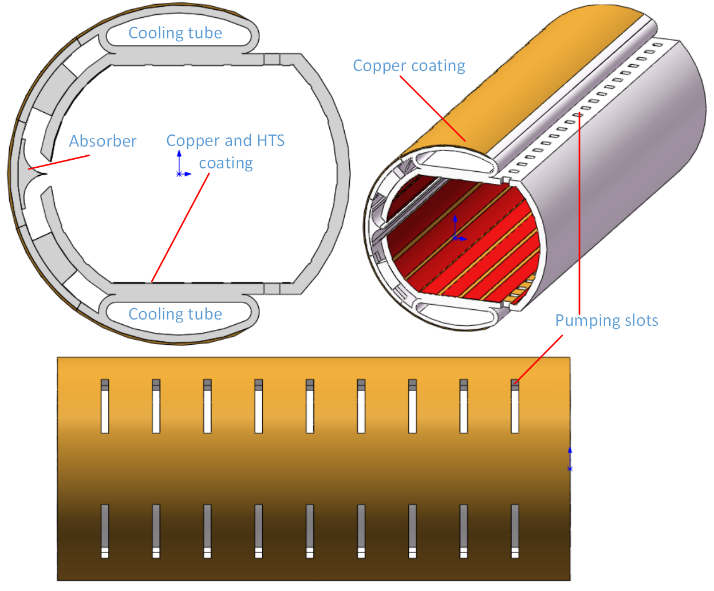 Cooling tube
Copper coating
Absorber
Copper and HTS
coating
Cooling tube
Pumping slots